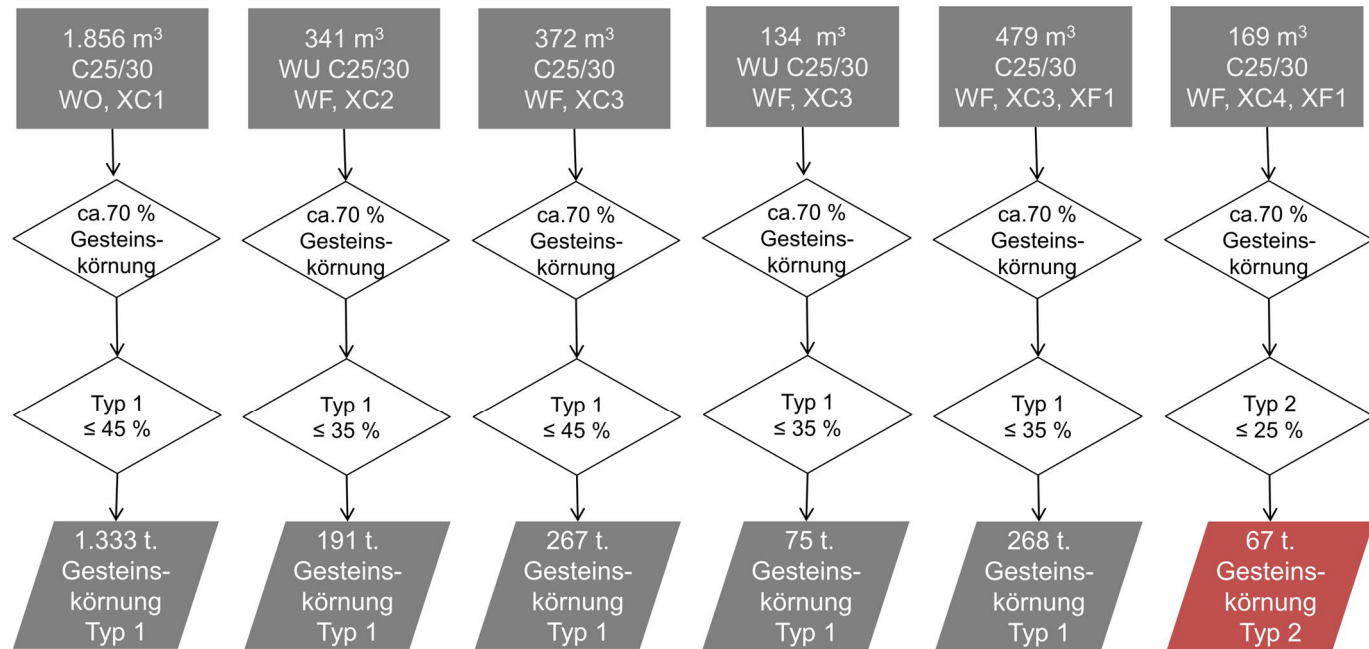 1.856 m³
C25/30
WO, XC1
341 m³
WU C25/30
WF, XC2
372 m³
C25/30
WF, XC3
134 m³
WU C25/30
WF, XC3
479 m³
C25/30
WF, XC3, XF1
169 m³
C25/30
WF, XC4, XF1
ca.70 %
Gesteins-
körnung
ca.70 %
Gesteins-
körnung
ca.70 %
Gesteins-
körnung
ca.70 %
Gesteins-
körnung
ca.70 %
Gesteins-
körnung
ca.70 %
Gesteins-
körnung
Typ 1
≤ 45 %
Typ 1
≤ 35 %
Typ 1
≤ 45 %
Typ 1
≤ 35 %
Typ 1
≤ 35 %
Typ 2
≤ 25 %
1.333 t.
Gesteins-
körnung
Typ 1
191 t.
Gesteins-
körnung
Typ 1
267 t.
Gesteins-
körnung
Typ 1
75 t.
Gesteins-
körnung
Typ 1
268 t.
Gesteins-
körnung
Typ 1
67 t.
Gesteins-
körnung
Typ 2